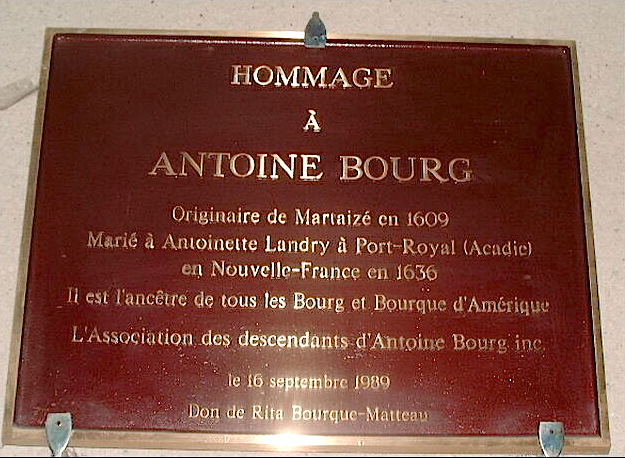 HOMMAGE
À
ANTOINE BOURG
Originaire de Martaizé en 1609
Marié à Antoinette Landry à Port-Royal (Acadie)
en Nouvelle-France en 1636
Il est l'ancêtre de tous les Bourg et Bourque d'Amérique
L'Association des descendants d'Antoine Bourg inc.
le 16 septembre 1989
Don de Rita Bourque-Matteau